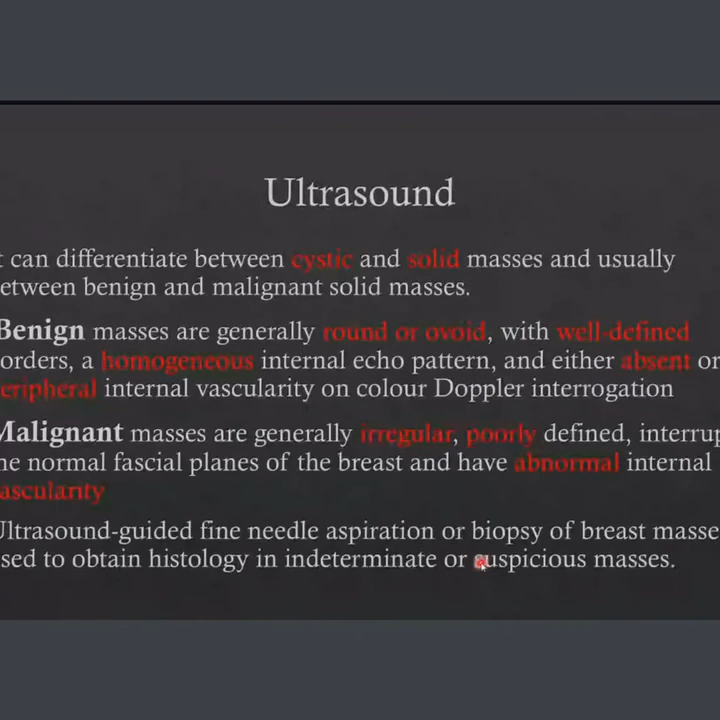 Ultrasound
t can differentiate between cystic and solid masses and usually
etween benign and malignant solid masses.
Benign masses are generally round or ovoid, with well-defined
orders, a homogeneous internal echo pattern, and either absent or
eripheral internal vascularity on colour Doppler interrogation
Malignant masses are generally irregular, poorly defined, interrup
he normal fascial planes of the breast and have abnormal internal
ascularity
Ultrasound-guided fine needle aspiration or biopsy of breast masse
sed to obtain histology in indeterminate or suspicious masses.